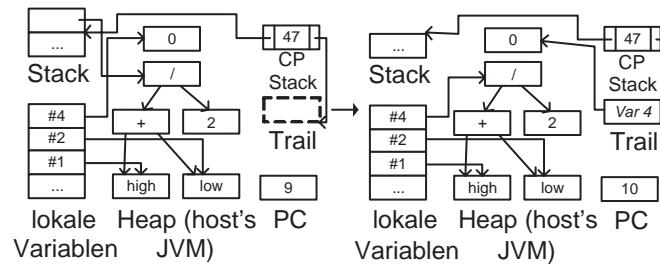 0
47
...
CP
Stack
Stack
/
#4
+
2
#2
Trail
#1
...
high
low
9
lokale
Variablen
Heap (host's
JVM)
PC
0
47
...
CP
Stack
Stack
/
Var 4
#4
+
2
#2
Trail
#1
...
high
low
10
lokale
Variablen
Heap (host's
JVM)
PC